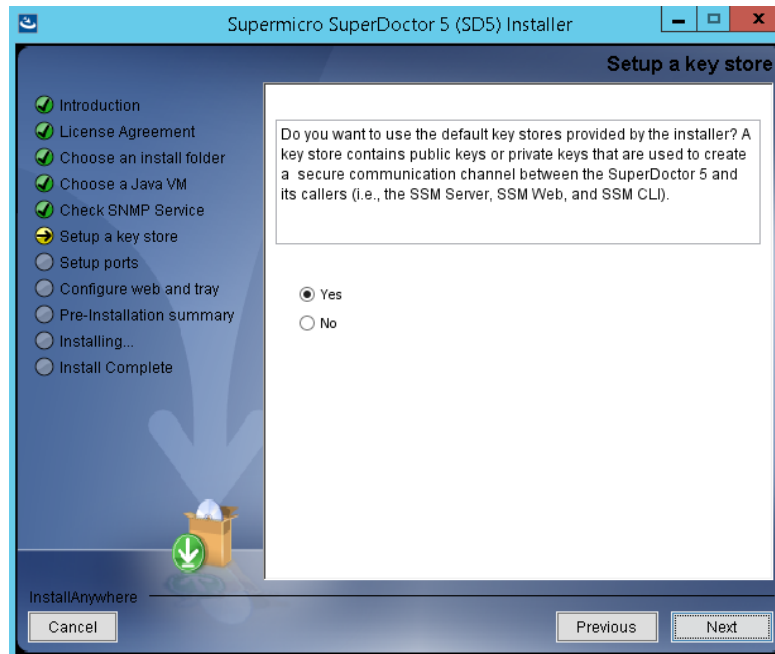 Supermicro SuperDoctor 5 (SD5) Installer
Setup a key store
Introduction
License Agreement
Choose an install folder
Choose a Java VM
Check SNMP Service
Setup a key store
Setup ports
Configure web and tray
Pre-Installation summary
Installing...
Install Complete
Do you want to use the default key stores provided by the installer? A
key store contains public keys or private keys that are used to create
a secure communication channel between the SuperDoctor 5 and
its callers (i.e., the SSM Server, SSM Web, and SSM CLI).
Yes
No
InstallAnywhere
Cancel
Previous
Next